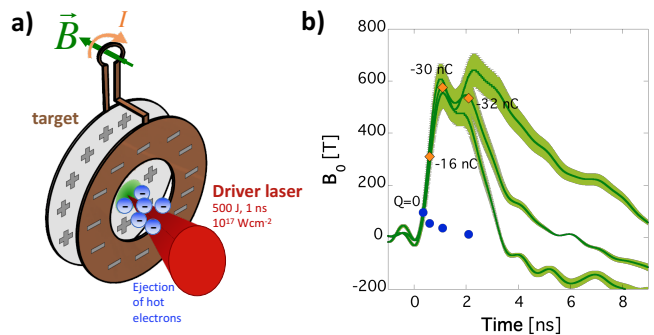 a)
B
I
target
Driver laser
500 J, 1 ns
10¹⁷ Wcm⁻²
Ejection
of hot
electrons
b)
B₀ [T]
800
600
400
200
0
-200
-30 nC
-32 nC
-16 nC
Q=0
0 2 4 6 8
Time [ns]